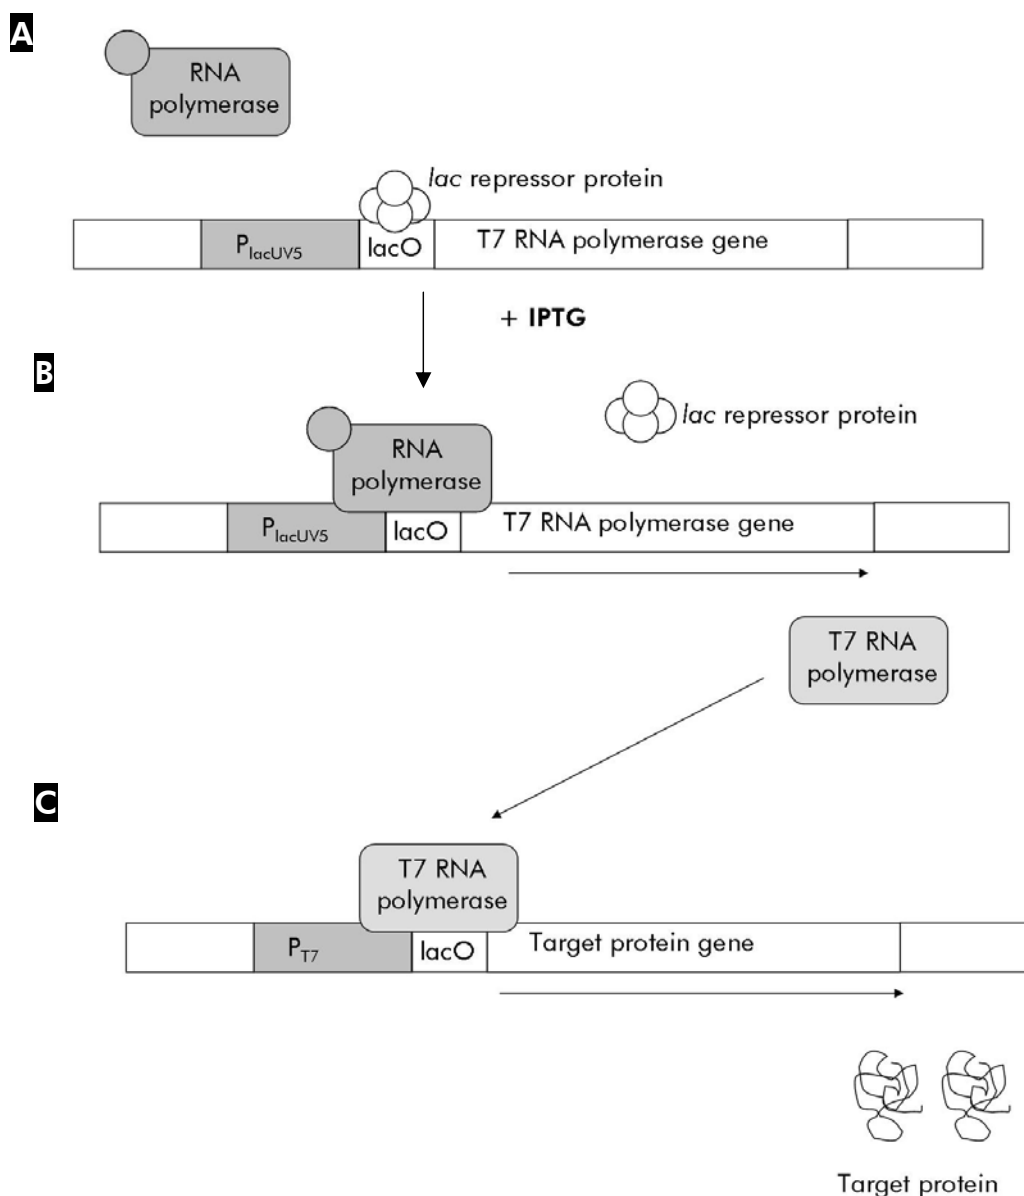 A
RNA
polymerase
lac repressor protein
PlacUV5
lacO
T7 RNA polymerase gene
+ IPTG
B
RNA
polymerase
lac repressor protein
PlacUV5
lacO
T7 RNA polymerase gene
T7 RNA
polymerase
C
T7 RNA
polymerase
PT7
lacO
Target protein gene
Target protein